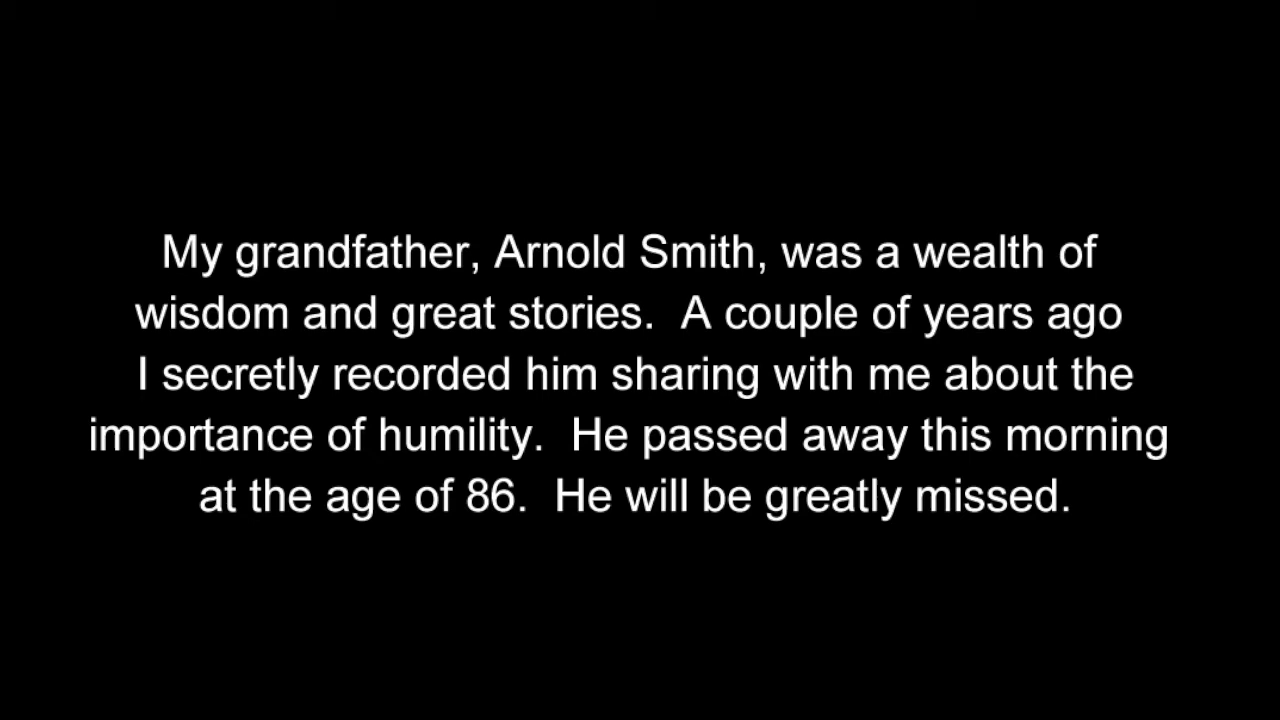 My grandfather, Arnold Smith, was a wealth of
wisdom and great stories.  A couple of years ago
I secretly recorded him sharing with me about the
importance of humility.  He passed away this morning
at the age of 86.  He will be greatly missed.